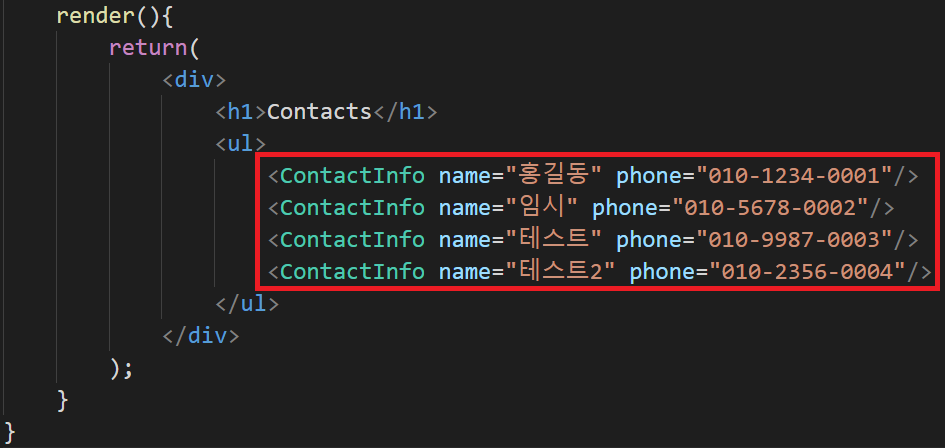 render(){
return(
<div>
<h1>Contacts</h1>
<ul>
<ContactInfo name="홍길동" phone="010-1234-0001"/>
<ContactInfo name="임시" phone="010-5678-0002"/>
<ContactInfo name="테스트" phone="010-9987-0003"/>
<ContactInfo name="테스트2" phone="010-2356-0004"/>
</ul>
</div>
);
}
}